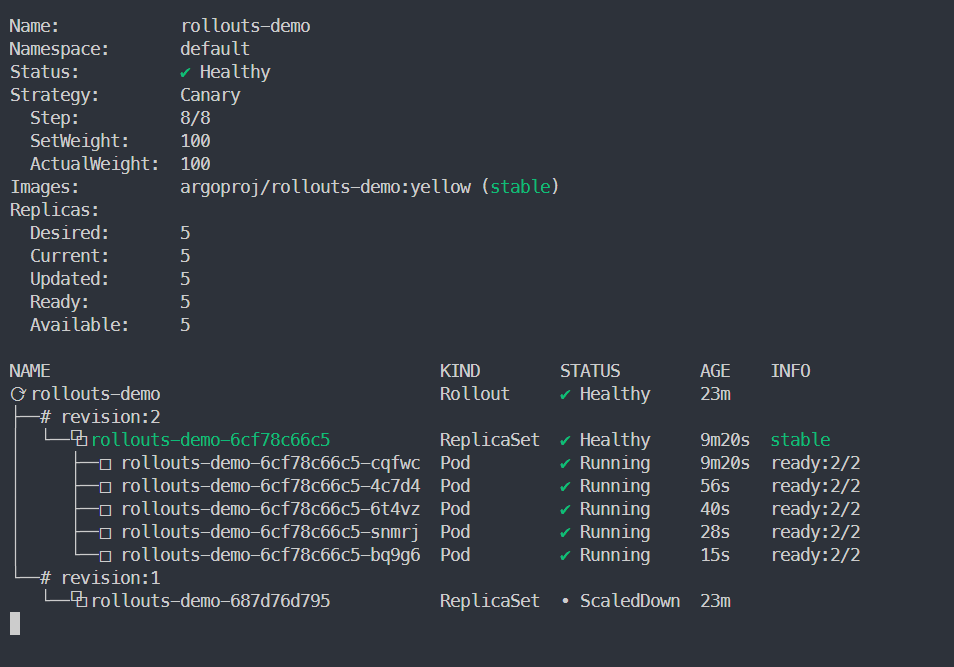 Name:            rollouts-demo
Namespace:       default
Status:          ✔ Healthy
Strategy:        Canary
  Step:          8/8
  SetWeight:     100
  ActualWeight:  100
Images:          argoproj/rollouts-demo:yellow (stable)
Replicas:
  Desired:       5
  Current:       5
  Updated:       5
  Ready:         5
  Available:     5

NAME                                       KIND        STATUS        AGE    INFO
⟳ rollouts-demo                            Rollout     ✔ Healthy     23m
├──# revision:2
│  └──⧉ rollouts-demo-6cf78c66c5           ReplicaSet  ✔ Healthy     9m20s  stable
│     ├──□ rollouts-demo-6cf78c66c5-cqfwc  Pod         ✔ Running     9m20s  ready:2/2
│     ├──□ rollouts-demo-6cf78c66c5-4c7d4  Pod         ✔ Running     56s    ready:2/2
│     ├──□ rollouts-demo-6cf78c66c5-6t4vz  Pod         ✔ Running     40s    ready:2/2
│     ├──□ rollouts-demo-6cf78c66c5-snmrj  Pod         ✔ Running     28s    ready:2/2
│     └──□ rollouts-demo-6cf78c66c5-bq9g6  Pod         ✔ Running     15s    ready:2/2
└──# revision:1
   └──⧉ rollouts-demo-687d76d795           ReplicaSet  • ScaledDown  23m